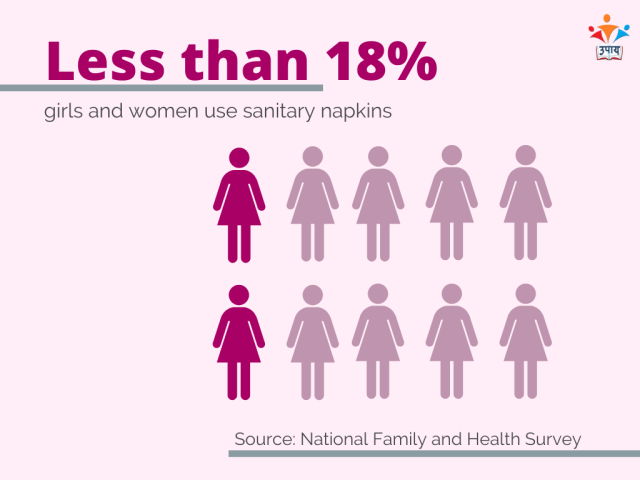 Less than 18%
girls and women use sanitary napkins
उपाय
Source: National Family and Health Survey